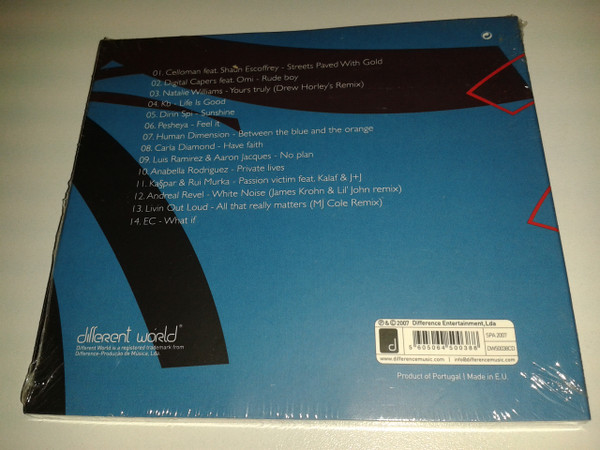 01. Celloman feat. Shaun Escoffrey - Streets Paved With Gold
02. Digital Capers feat. Omi - Rude boy
03. Natalie Williams - Yours truly (Drew Horley's Remix)
04. Kb - Life Is Good
05. Dirin Spi - Sunshine
06. Pesheya - Feel it
07. Human Dimension - Between the blue and the orange
08. Carla Diamond - Have faith
09. Luis Ramirez & Aaron Jacques - No plan
10. Anabella Rodriguez - Private lives
11. Kaspar & Rui Murka - Passion victim feat. Kalaf & J+J
12. Andreal Revel - White Noise (James Krohn & Lil' John remix)
13. Livin Out Loud - All that really matters (MJ Cole Remix)
14. EC - What if
different world®
Different World is a registered trademark from
Difference-Produção de Música, Lda
℗ & © 2007 Difference Entertainment, Lda
d
SPA 2007
5 605064 500388
www.differencemusic.com | info@differencemusic.com
Product of Portugal | Made in E.U.